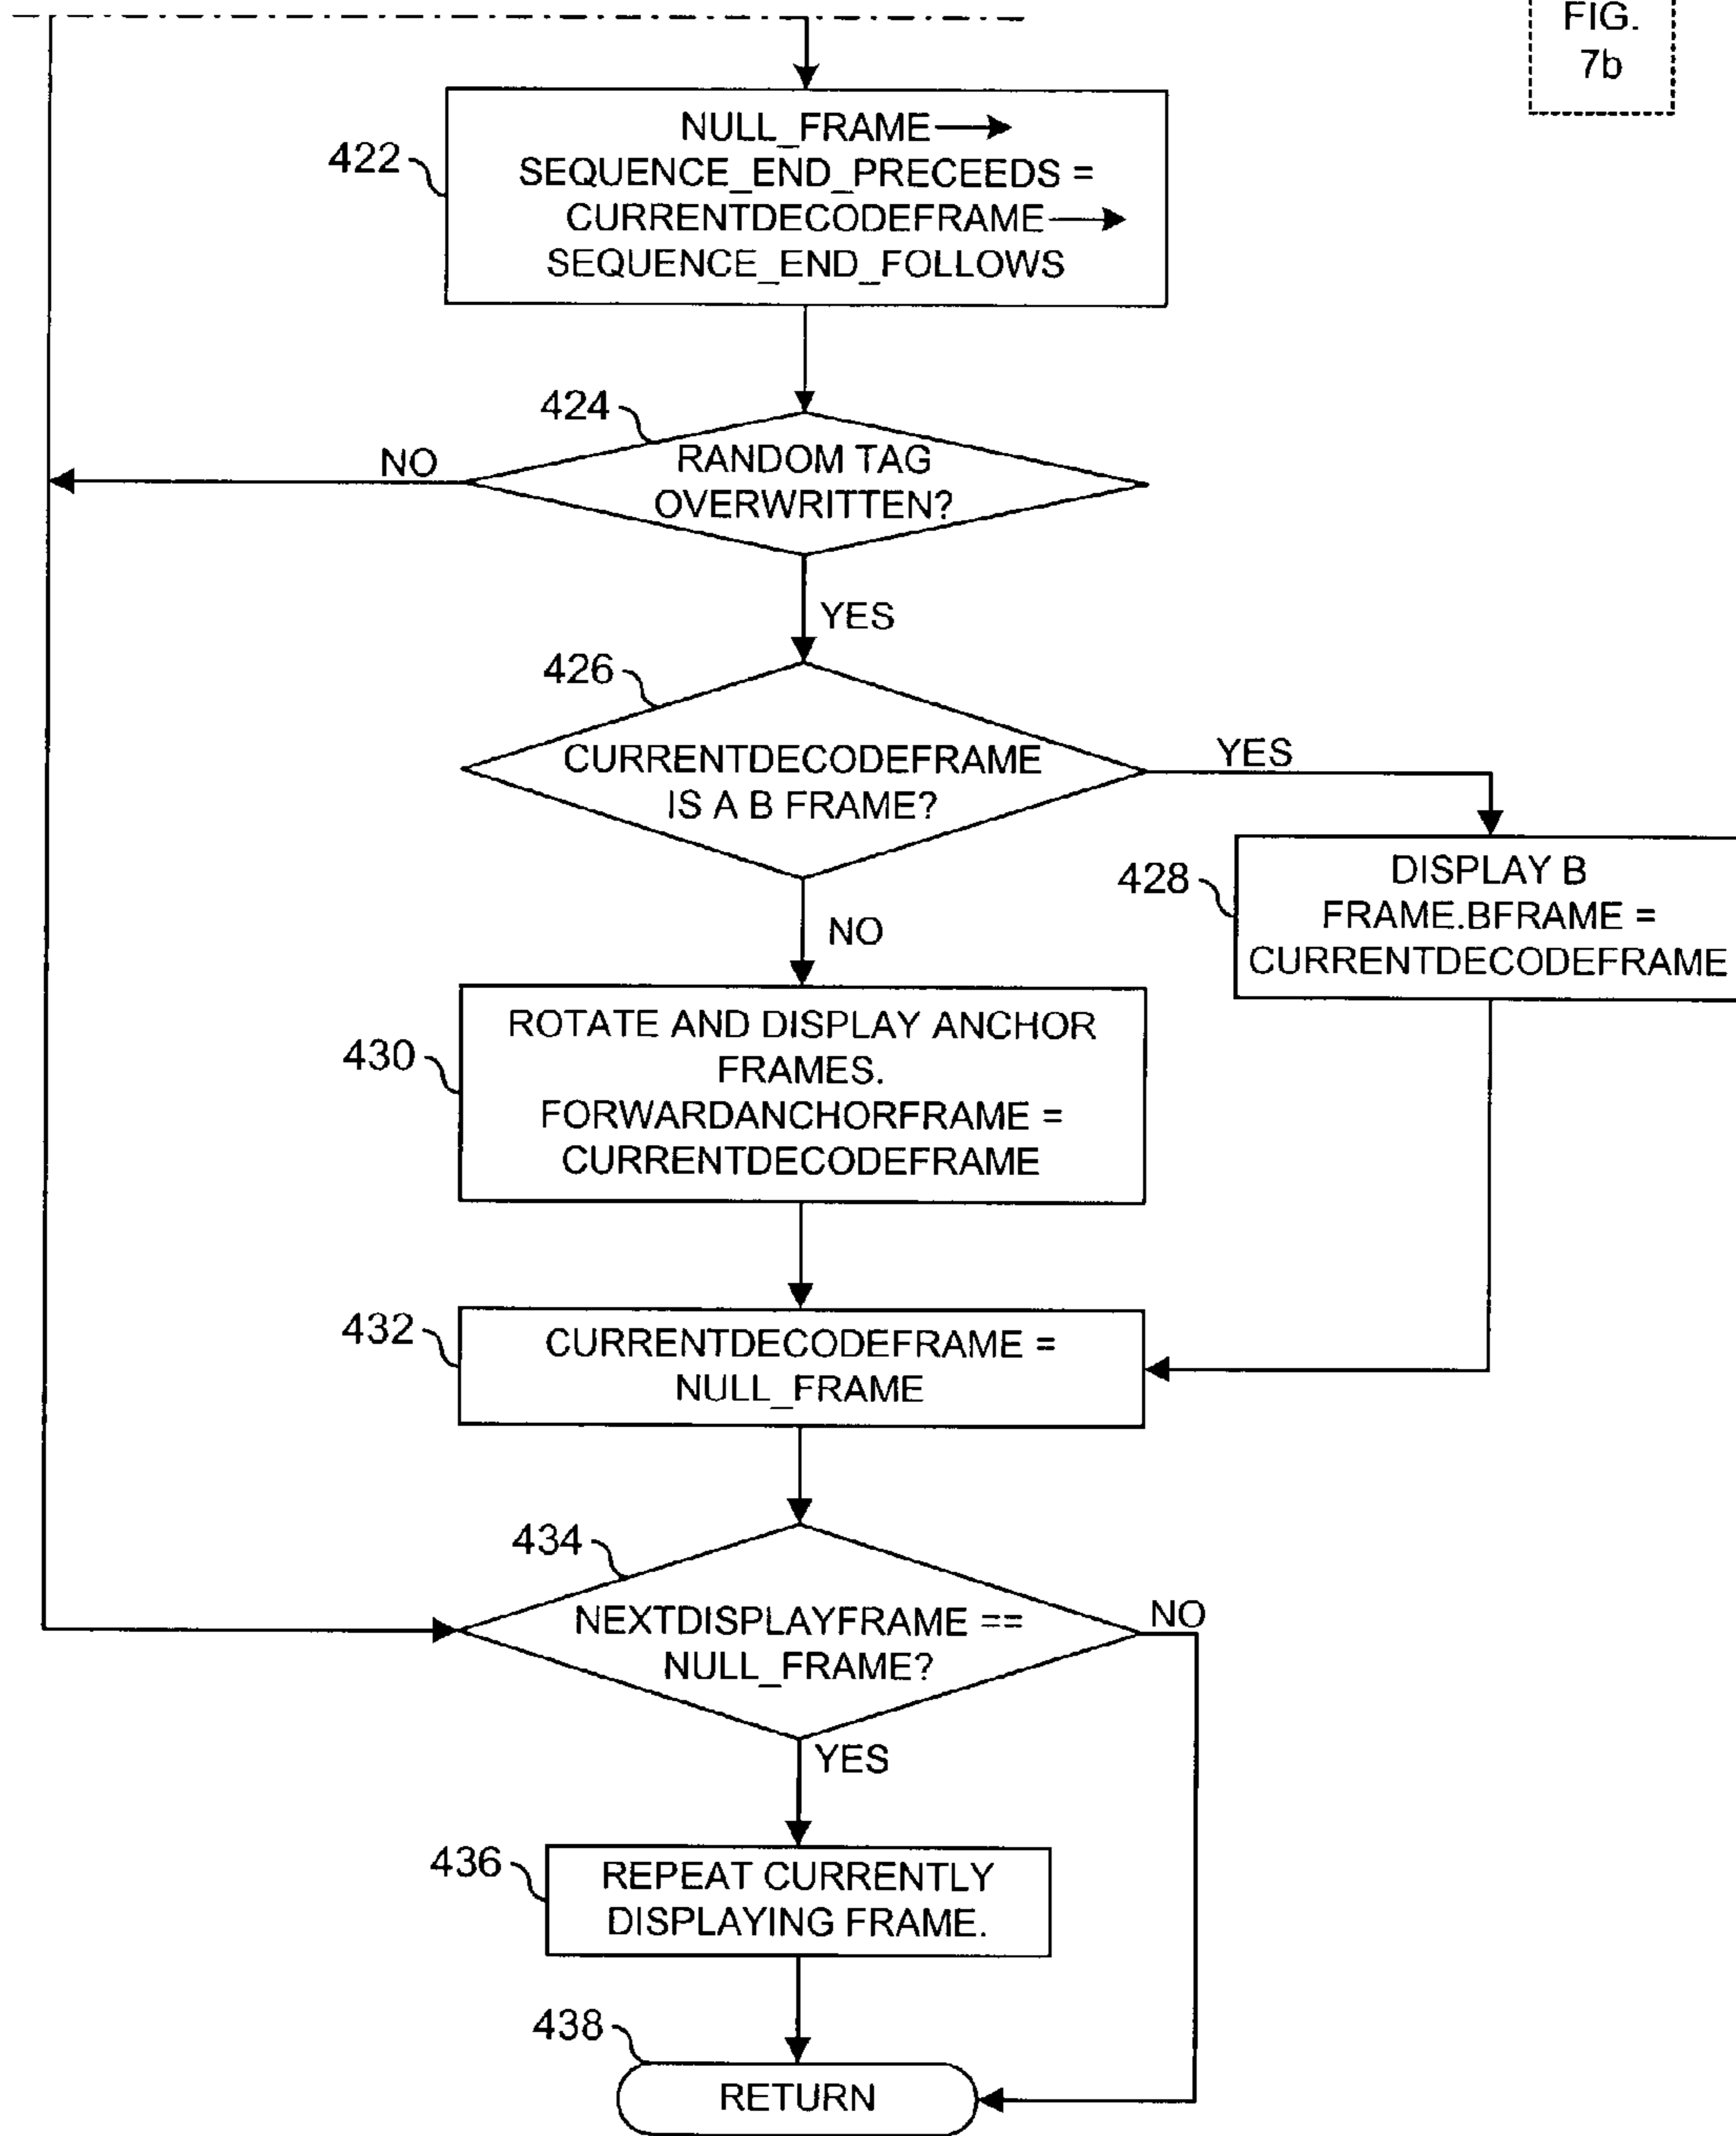 FIG.
7b
422
NULL_FRAME→
SEQUENCE_END_PRECEEDS =
CURRENTDECODEFRAME→
SEQUENCE_END_FOLLOWS
424
RANDOM TAG
OVERWRITTEN?
NO
YES
426
CURRENTDECODEFRAME
IS A B FRAME?
YES
428
DISPLAY B
FRAME.BFRAME =
CURRENTDECODEFRAME
NO
430
ROTATE AND DISPLAY ANCHOR
FRAMES.
FORWARDANCHORFRAME =
CURRENTDECODEFRAME
432
CURRENTDECODEFRAME =
NULL_FRAME
434
NEXTDISPLAYFRAME ==
NULL_FRAME?
NO
YES
436
REPEAT CURRENTLY
DISPLAYING FRAME.
438
RETURN